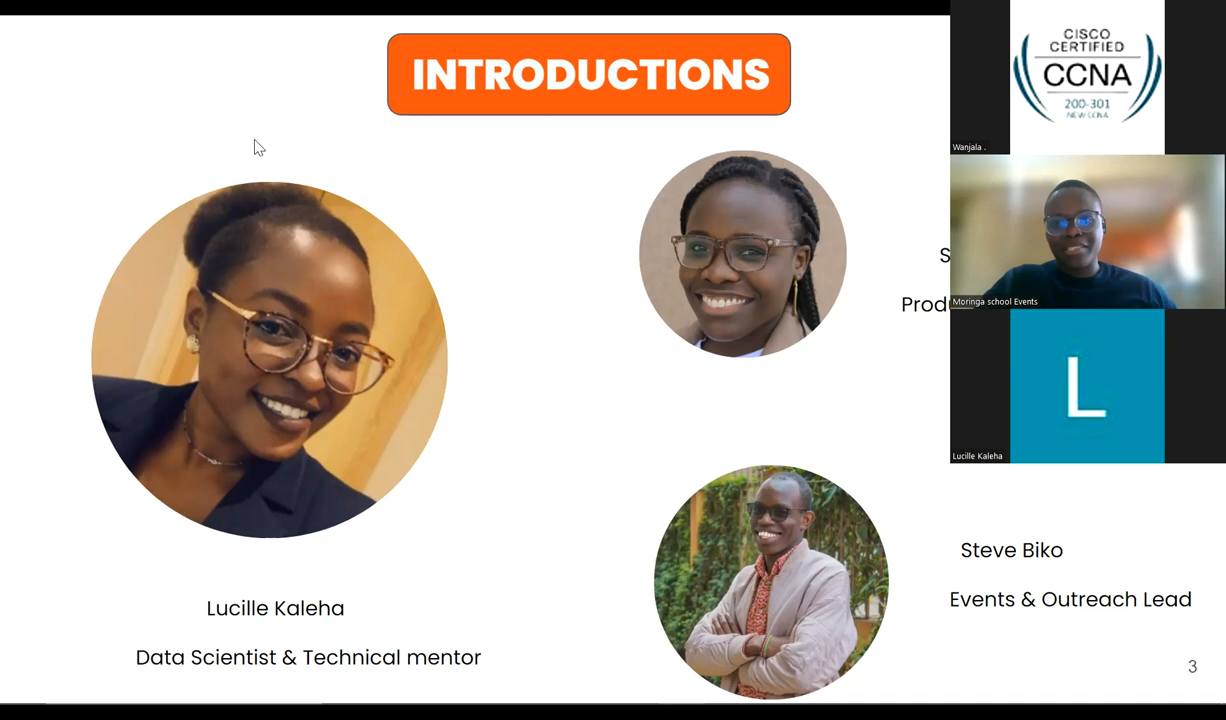 INTRODUCTIONS
Lucille Kaleha
Data Scientist & Technical mentor
S
Produ
Steve Biko
Events & Outreach Lead
3
CISCO
CERTIFIED
CCNA
200-301
NEW CCNA
Wanjala .
Moringa school Events
L
Lucille Kaleha